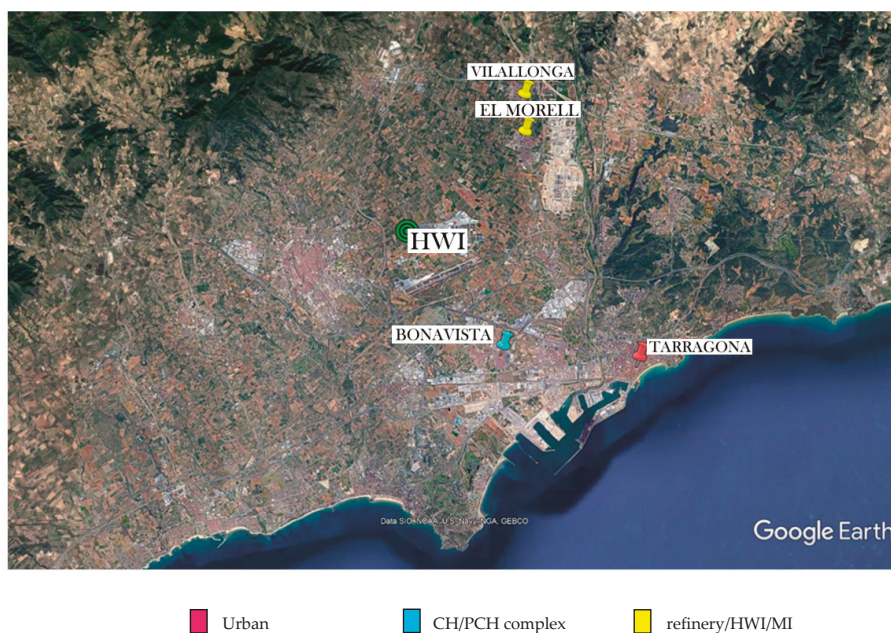 VILALLONGA
EL MORELL
HWI
BONAVISTA
TARRAGONA
Data SIO, NOAA, U.S. Navy, NGA, GEBCO
Google Earth
Urban
CH/PCH complex
refinery/HWI/MI